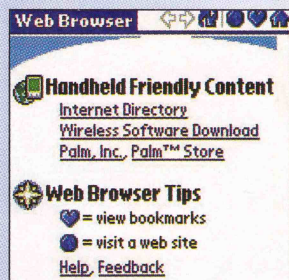 Web Browser
Handheld Friendly Content
Internet Directory
Wireless Software Download
Palm, Inc., Palm™ Store
Web Browser Tips
= view bookmarks
= visit a web site
Help, Feedback